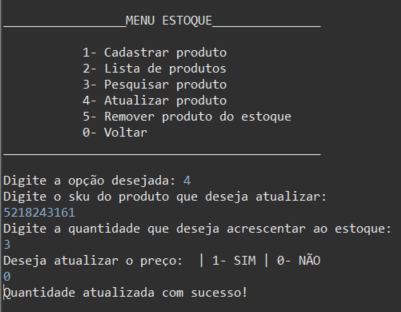 ________________MENU ESTOQUE______________
1- Cadastrar produto
2- Lista de produtos
3- Pesquisar produto
4- Atualizar produto
5- Remover produto do estoque
0- Voltar
__________________________________________
Digite a opção desejada: 4
Digite o sku do produto que deseja atualizar:
5218243161
Digite a quantidade que deseja acrescentar ao estoque:
3
Deseja atualizar o preço:  | 1- SIM | 0- NÃO
0
Quantidade atualizada com sucesso!